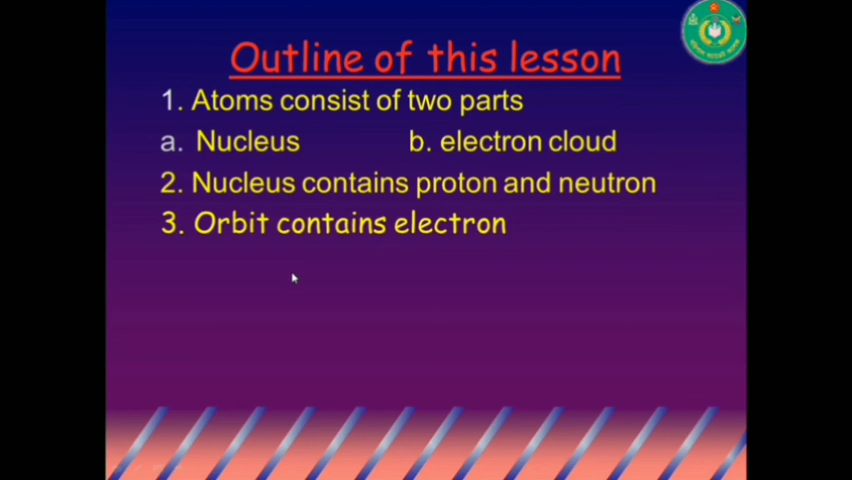 Outline of this lesson
1. Atoms consist of two parts
a. Nucleus b. electron cloud
2. Nucleus contains proton and neutron
3. Orbit contains electron